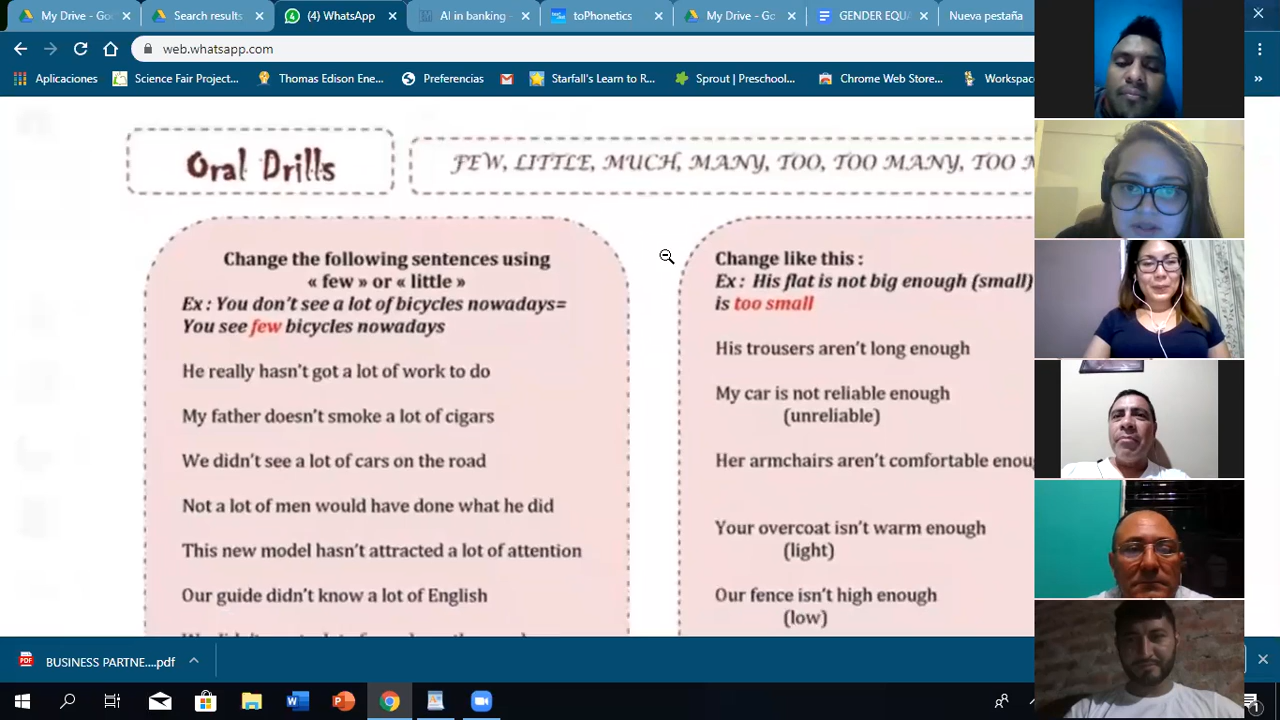 My Drive - Go
Search results
(4) WhatsApp
AI in banking -
toPhonetics
My Drive - Go
GENDER EQUA
Nueva pestaña
web.whatsapp.com
Aplicaciones
Science Fair Project...
Thomas Edison Ene...
Preferencias
Starfall's Learn to R...
Sprout | Preschool...
Chrome Web Store...
Workspac
»
Oral Drills
FEW, LITTLE, MUCH, MANY, TOO, TOO MANY, TOO M
Change the following sentences using
« few » or « little »
Ex : You don't see a lot of bicycles nowadays=
You see few bicycles nowadays
He really hasn't got a lot of work to do
My father doesn't smoke a lot of cigars
We didn't see a lot of cars on the road
Not a lot of men would have done what he did
This new model hasn't attracted a lot of attention
Our guide didn't know a lot of English
Change like this :
Ex : His flat is not big enough (small)
is too small
His trousers aren't long enough
My car is not reliable enough
(unreliable)
Her armchairs aren't comfortable enou
Your overcoat isn't warm enough
(light)
Our fence isn't high enough
(low)
BUSINESS PARTNE....pdf